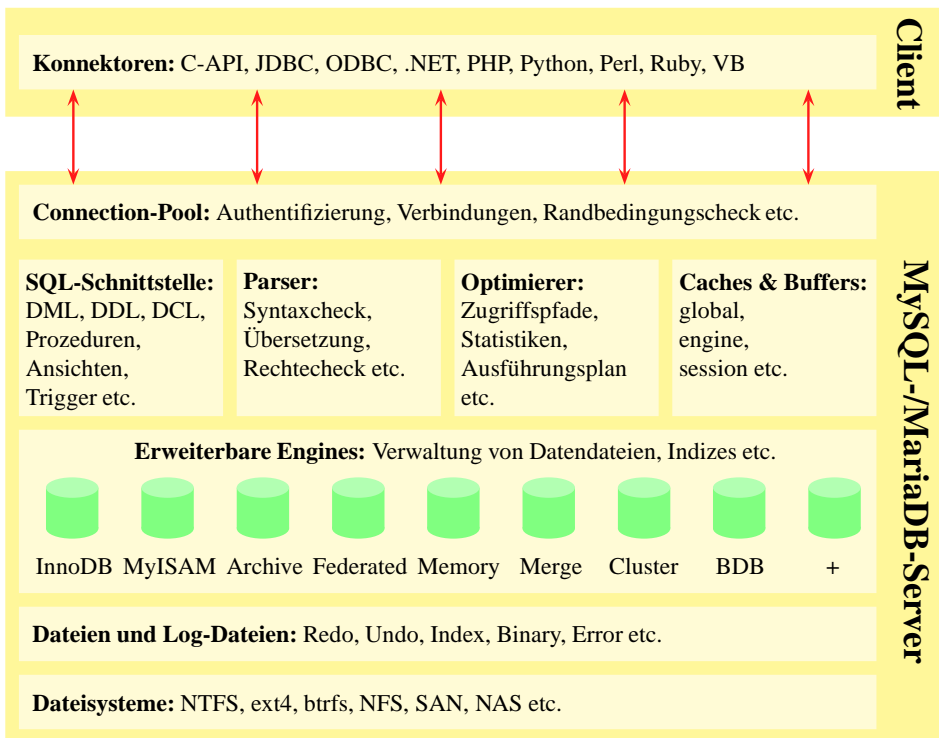 Konnektoren: C-API, JDBC, ODBC, .NET, PHP, Python, Perl, Ruby, VB
Client
Connection-Pool: Authentifizierung, Verbindungen, Randbedingungscheck etc.
SQL-Schnittstelle:
DML, DDL, DCL,
Prozeduren,
Ansichten,
Trigger etc.
Parser:
Syntaxcheck,
Übersetzung,
Rechtecheck etc.
Optimierer:
Zugriffspfade,
Statistiken,
Ausführungsplan
etc.
Caches & Buffers:
global,
engine,
session etc.
Erweiterbare Engines: Verwaltung von Datendateien, Indizes etc.
InnoDB MyISAM Archive Federated Memory Merge Cluster BDB +
Dateien und Log-Dateien: Redo, Undo, Index, Binary, Error etc.
Dateisysteme: NTFS, ext4, btrfs, NFS, SAN, NAS etc.
MySQL-/MariaDB-Server